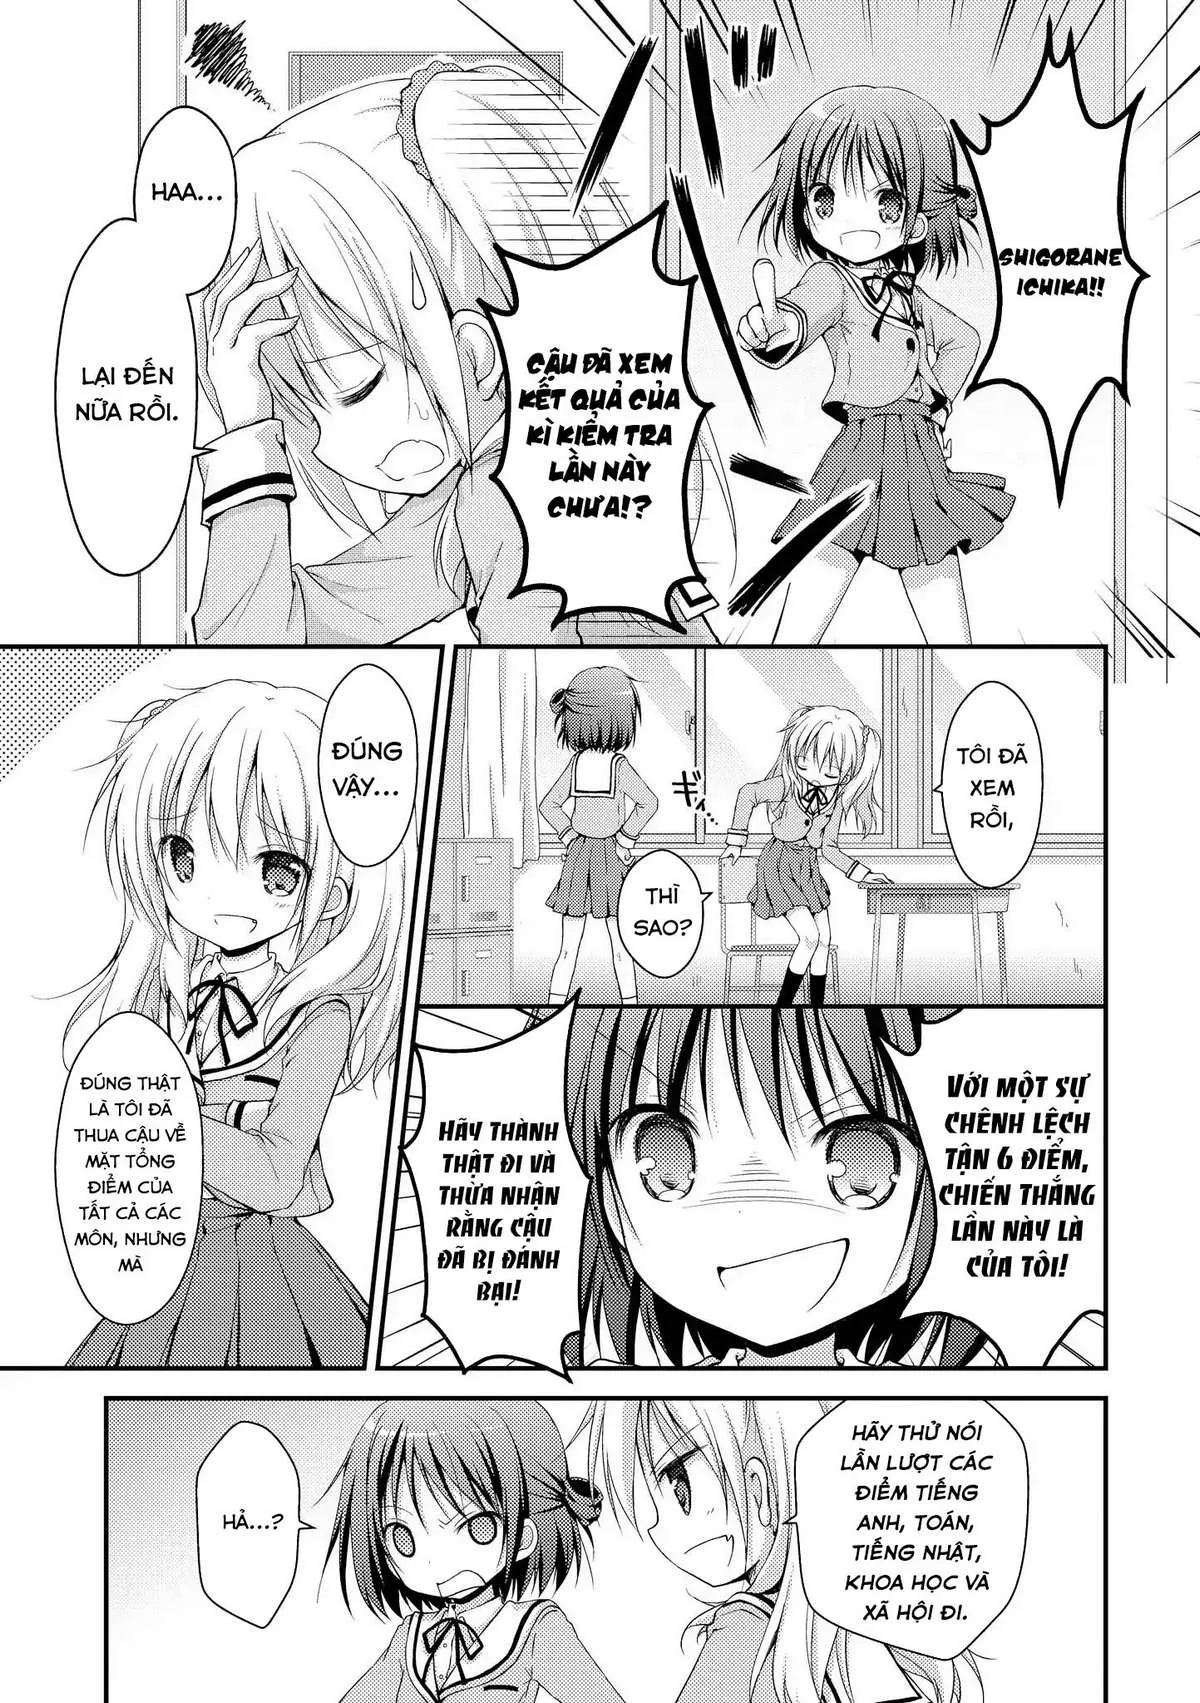 SHIGORANE
ICHIKA!!
CẬU ĐÃ XEM
KẾT QUẢ CỦA
KÌ KIỂM TRA
LẦN NÀY
CHƯA!?
HAA...
LẠI ĐẾN
NỮA RỒI.
TÔI ĐÃ
XEM
RỒI,
ギィ...
THÌ
SAO?
VỚI MỘT SỰ
CHÊNH LỆCH
TẬN 6 ĐIỂM,
CHIẾN THẮNG
LẦN NÀY LÀ
CỦA TÔI!
HÃY THÀNH
THẬT ĐI VÀ
THỪA NHẬN
RẰNG CẬU
ĐÃ BỊ ĐÁNH
BẠI!
ĐÚNG
VẬY...
ĐÚNG THẬT
LÀ TÔI ĐÃ
THUA CẬU VỀ
MẶT TỔNG
ĐIỂM CỦA
TẤT CẢ CÁC
MÔN, NHƯNG
MÀ
HÃY THỬ NÓI
LẦN LƯỢT CÁC
ĐIỂM TIẾNG
ANH, TOÁN,
TIẾNG NHẬT,
KHOA HỌC VÀ
XÃ HỘI ĐI.
HẢ...?